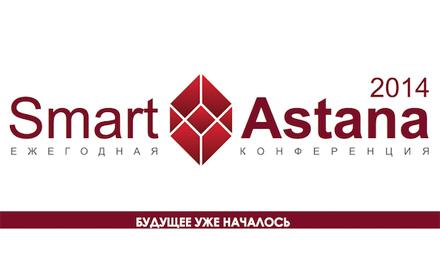 2014
Smart Astana
ЕЖЕГОДНАЯ КОНФЕРЕНЦИЯ
БУДУЩЕЕ УЖЕ НАЧАЛОСЬ